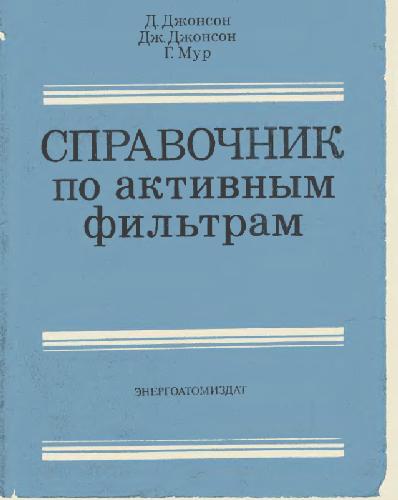 Д. Джонсон
Дж. Джонсон
Г. Мур
СПРАВОЧНИК
по активным
фильтрам
ЭНЕРГОАТОМИЗДАТ